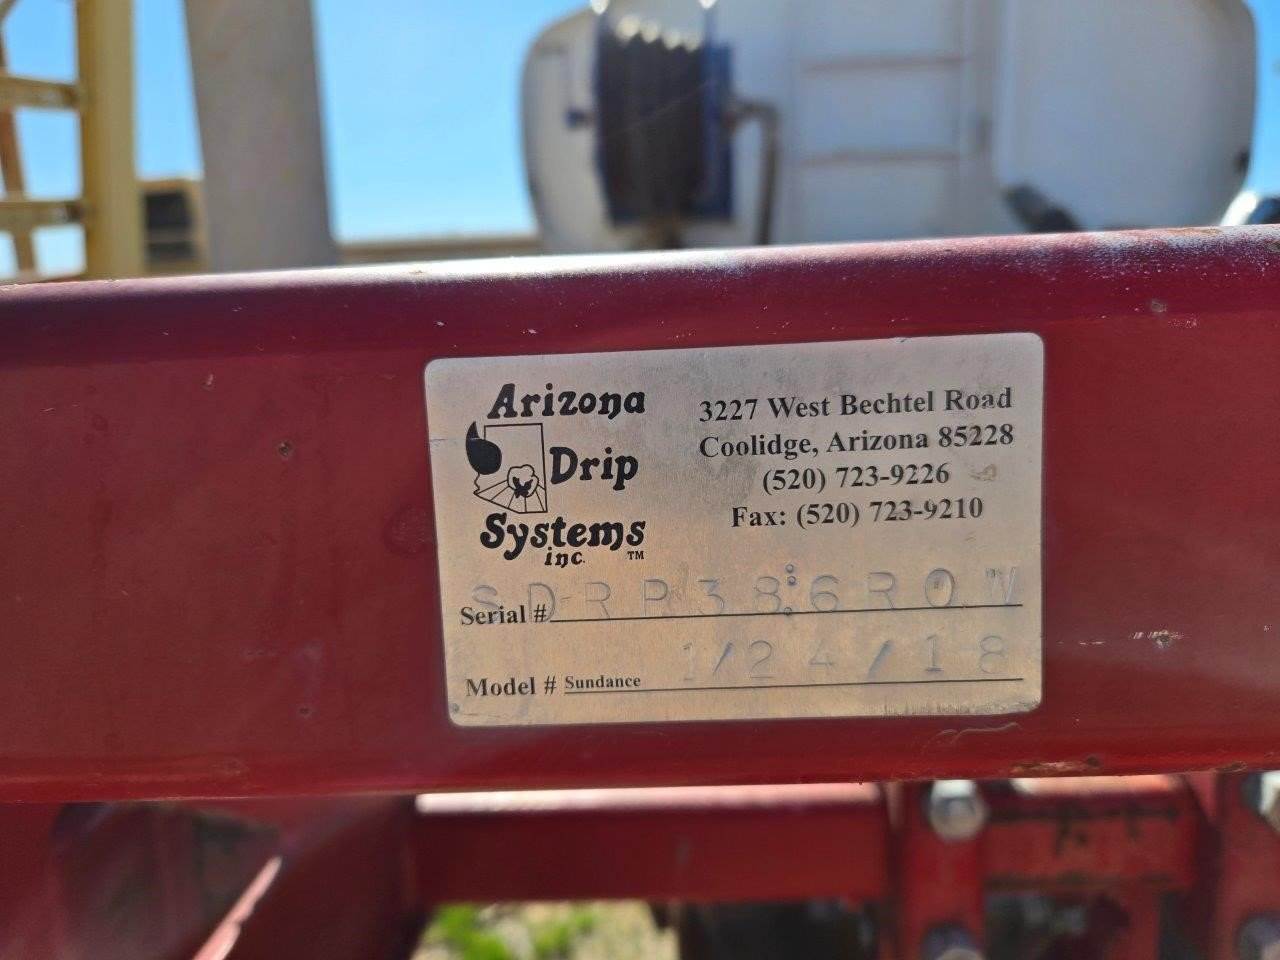 Arizona
Drip
Systems
inc. TM
3227 West Bechtel Road
Coolidge, Arizona 85228
(520) 723-9226
Fax: (520) 723-9210
Serial # SDRRP38:6ROW
Model # Sundance 1/24/18